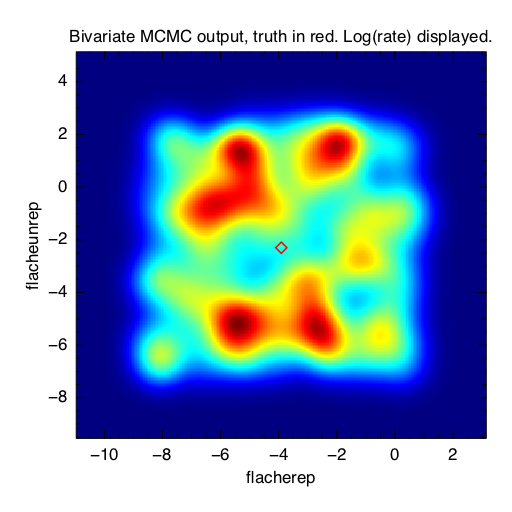 Bivariate MCMC output, truth in red. Log(rate) displayed.
4
2
0
−2
−4
−6
−8
flacheunrep
−10 −8 −6 −4 −2 0 2
flacherep